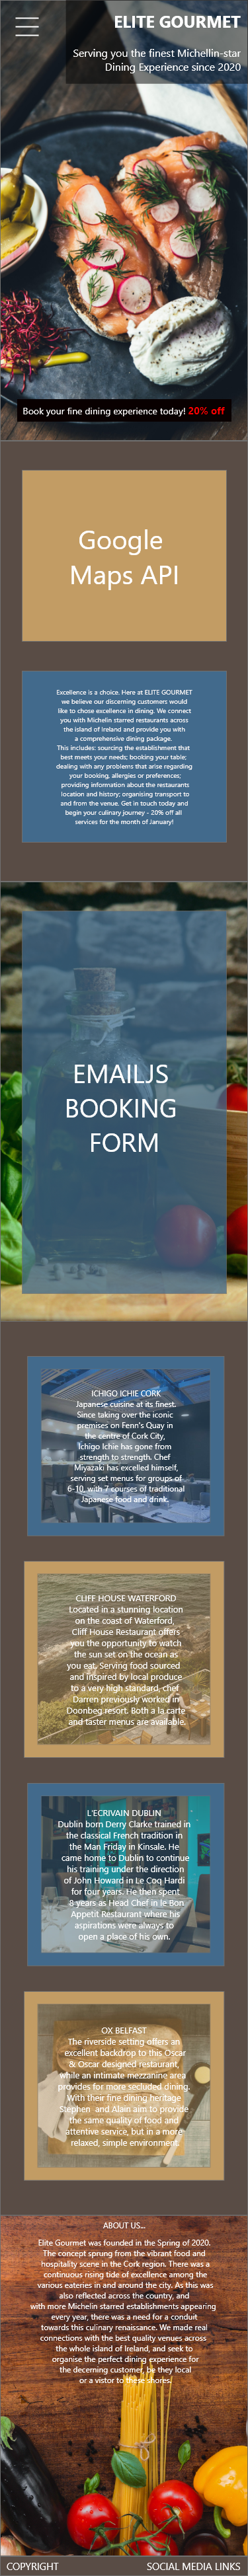 ELITE GOURMET
Serving you the finest Michellin-star
Dining Experience since 2020
Book your fine dining experience today! 20% off
Google
Maps API
Excellence is a choice. Here at ELITE GOURMET
we believe our discerning customers would
like to chose excellence in dining. We connect
you with Michelin starred restaurants across
the island of Ireland and provide you with
a comprehensive dining package.
This includes: sourcing the establishment that
best meets your needs; booking your table;
dealing with any problems that arise regarding
your booking, allergies or preferences;
providing information about the restaurants
location and history; organising transport to
and from the venue. Get in touch today and
begin your culinary journey - 20% off all
services for the month of January!
EMAILJS
BOOKING
FORM
ICHIGO ICHIE CORK
Japanese cuisine at its finest.
Since taking over the iconic
premises on Fenn's Quay in
the centre of Cork City,
Ichigo Ichie has gone from
strength to strength. Chef
Miyazaki has excelled himself,
serving set menus for groups of
6-10, with 7 courses of traditional
Japanese food and drink.
CLIFF HOUSE WATERFORD
Located in a stunning location
on the coast of Waterford,
Cliff House Restaurant offers
you the opportunity to watch
the sun set on the ocean as
you eat. Serving food sourced
and inspired by local produce
to a very high standard, chef
Darren previously worked in
Doonbeg resort. Both a la carte
and taster menus are available.
L'ECRIVAIN DUBLIN
Dublin born Derry Clarke trained in
the classical French tradition in
the Man Friday in Kinsale. He
came home to Dublin to continue
his training under the direction
of John Howard in Le Coq Hardi
for four years. He then spent
8 years as Head Chef in le Bon
Appetit Restaurant where his
aspirations were always to
open a place of his own.
OX BELFAST
The riverside setting offers an
excellent backdrop to this Oscar
& Oscar designed restaurant,
while an intimate mezzanine area
provides for more secluded dining.
With their fine dining heritage
Stephen and Alain aim to provide
the same quality of food and
attentive service, but in a more
relaxed, simple environment.
ABOUT US...
Elite Gourmet was founded in the Spring of 2020.
The concept sprung from the vibrant food and
hospitality scene in the Cork region. There was a
continuous rising tide of excellence among the
various eateries in and around the city. As this was
also reflected across the country, and
with more Michelin starred establishments appearing
every year, there was a need for a conduit
towards this culinary renaissance. We made real
connections with the best quality venues across
the whole island of Ireland, and seek to
organise the perfect dining experience for
the decerning customer, be they local
or a vistor to these shores.
COPYRIGHT
SOCIAL MEDIA LINKS